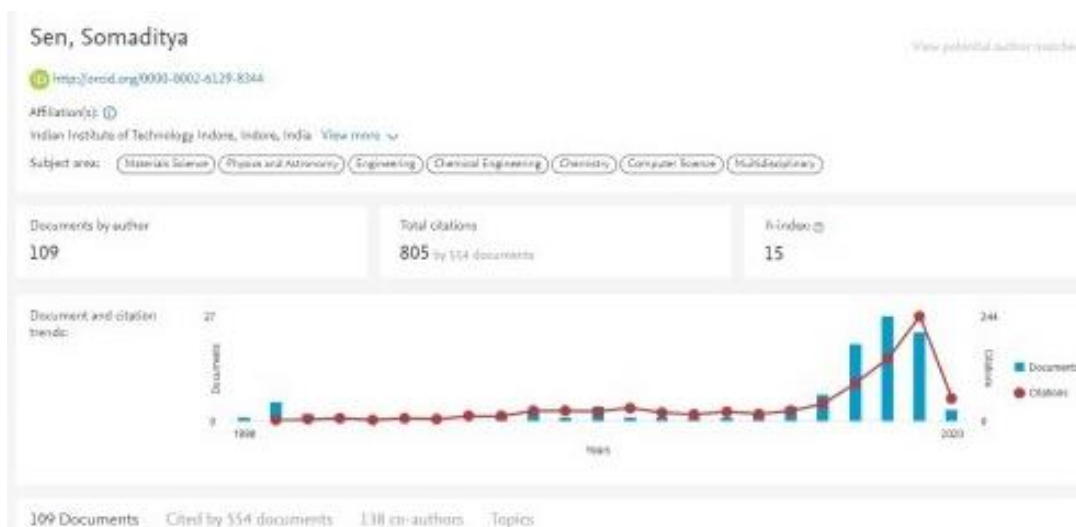 Sen, Somaditya
View potential author matches
http://orcid.org/0000-0002-6129-8344
Affiliation(s):
Indian Institute of Technology Indore, Indore, India View more
Subject area: Materials Science Physics and Astronomy Engineering Chemical Engineering Chemistry Computer Science Multidisciplinary
Documents by author
109
Total citations
805 by 554 documents
h-index:
15
Document and citation
trends:
27
244
Documents
Citations
Documents
Citations
0
0
1998
2020
Years
109 Documents Cited by 554 documents 138 co-authors Topics